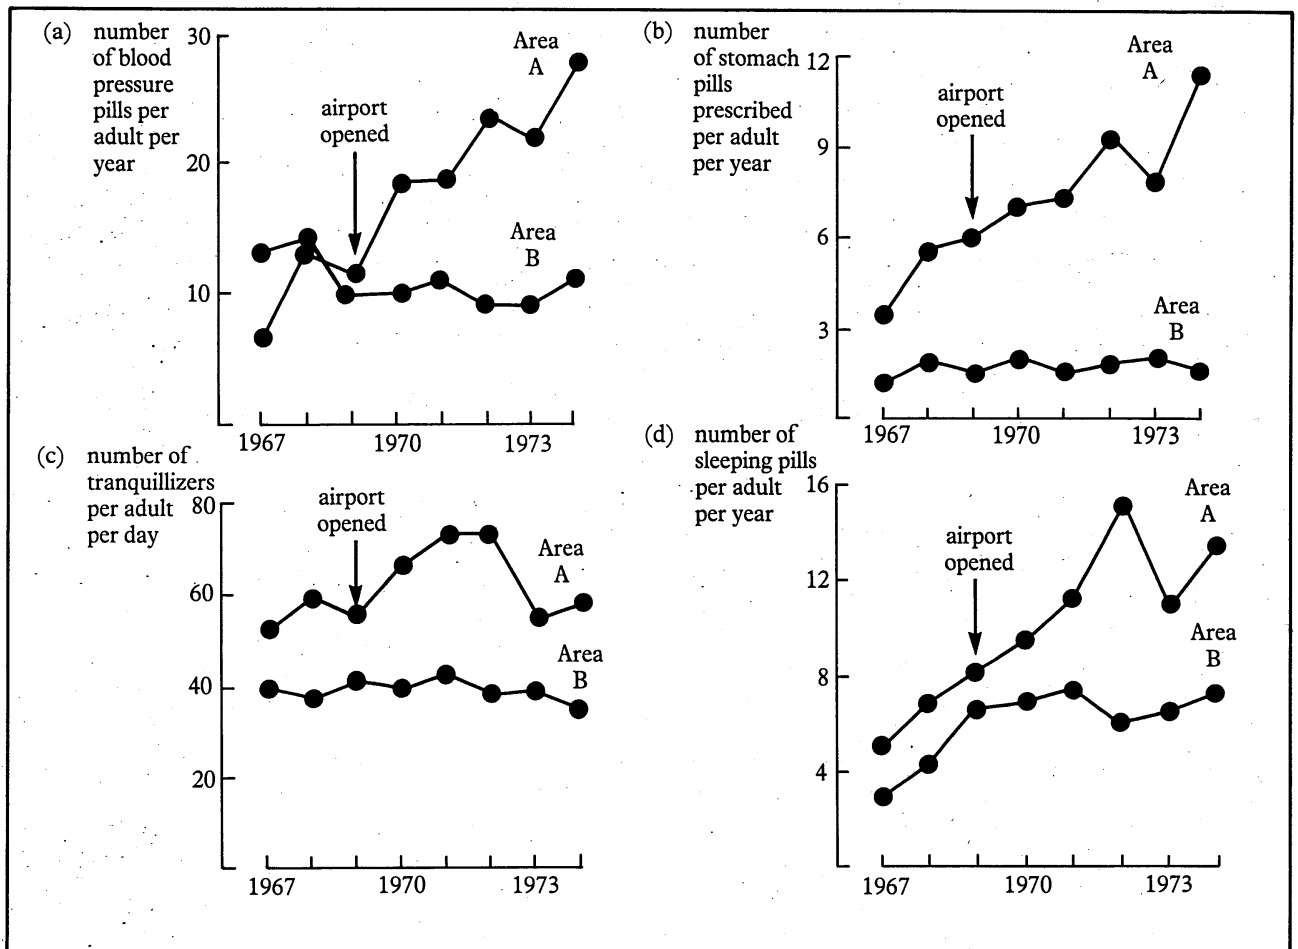 (a) number
of blood
pressure
pills per
adult per
year
30
20
10
airport
opened
Area
A
Area
B
1967 1970 1973
(b) number
of stomach
pills
prescribed
per adult
per year
12
9
6
3
airport
opened
Area
A
Area
B
1967 1970 1973
(c) number of
tranquillizers
per adult
per day
80
60
40
20
airport
opened
Area
A
Area
B
1967 1970 1973
(d) number of
sleeping pills
per adult
per year
16
12
8
4
airport
opened
Area
A
Area
B
1967 1970 1973